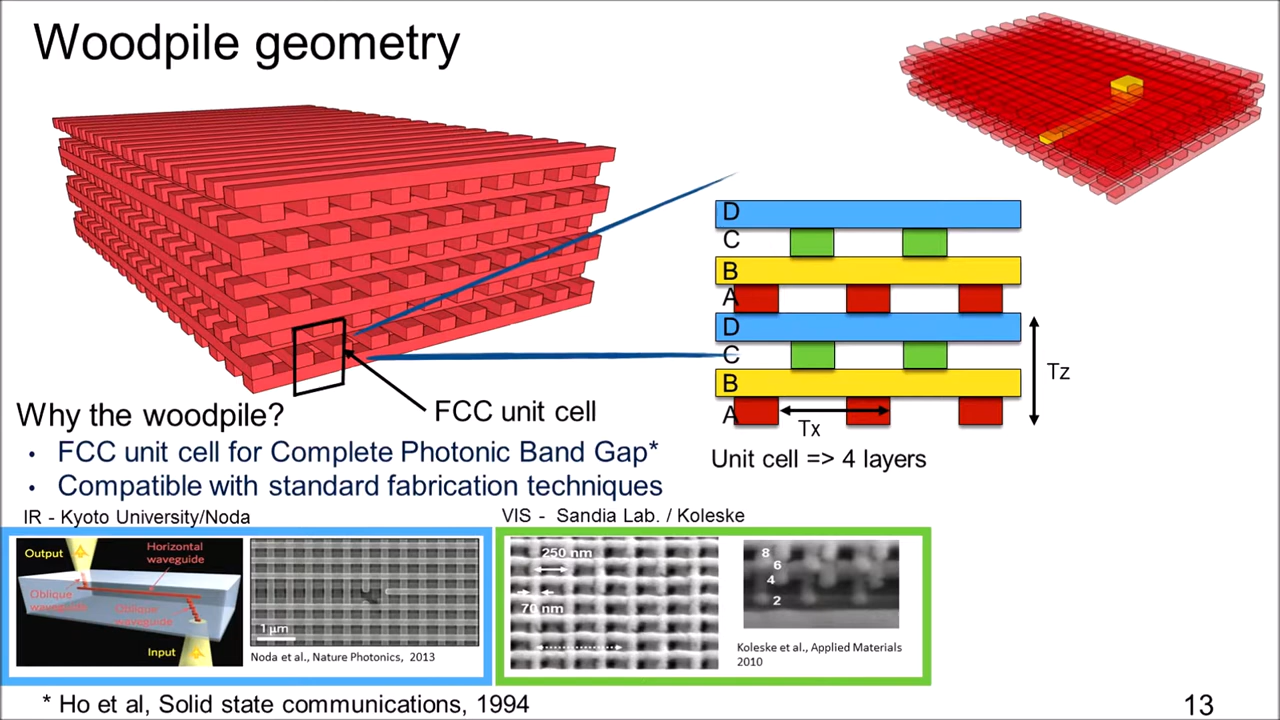 Woodpile geometry
D
C
B
A
D
C
B
A
Tz
Tx
Unit cell => 4 layers
FCC unit cell
Why the woodpile?
• FCC unit cell for Complete Photonic Band Gap*
• Compatible with standard fabrication techniques
IR - Kyoto University/Noda
Output
Horizontal
waveguide
Oblique
waveguide
Oblique
waveguide
Input
1 µm
Noda et al., Nature Photonics, 2013
VIS - Sandia Lab. / Koleske
250 nm
70 nm
8
6
4
2
Koleske et al., Applied Materials
2010
* Ho et al, Solid state communications, 1994
13